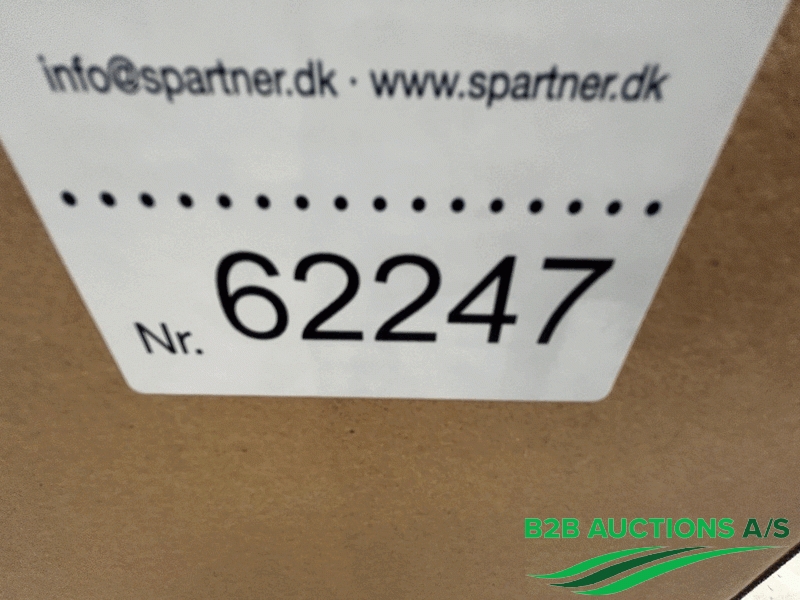 info@spartner.dk · www.spartner.dk
Nr. 62247
B2B AUCTIONS A/S